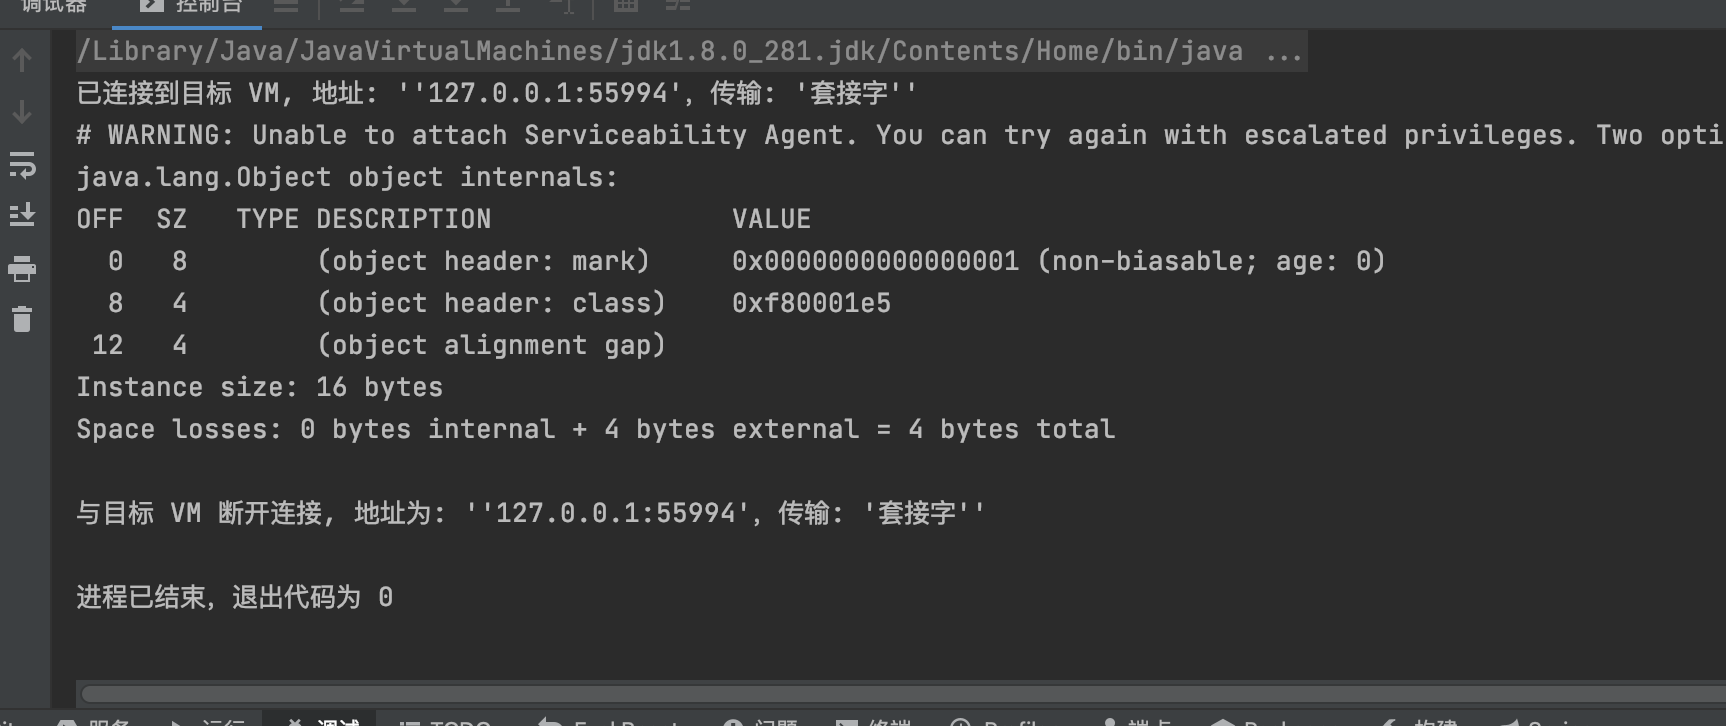 调试器 控制台
/Library/Java/JavaVirtualMachines/jdk1.8.0_281.jdk/Contents/Home/bin/java ...
已连接到目标 VM, 地址: ''127.0.0.1:55994', 传输: '套接字''
# WARNING: Unable to attach Serviceability Agent. You can try again with escalated privileges. Two opti
java.lang.Object object internals:
OFF  SZ   TYPE DESCRIPTION               VALUE
  0   8        (object header: mark)     0x0000000000000001 (non-biasable; age: 0)
  8   4        (object header: class)    0xf80001e5
 12   4        (object alignment gap)
Instance size: 16 bytes
Space losses: 0 bytes internal + 4 bytes external = 4 bytes total
与目标 VM 断开连接, 地址为: ''127.0.0.1:55994', 传输: '套接字''
进程已结束, 退出代码为 0
服务 运行 调试 TODO 问题 终端 端点 构建